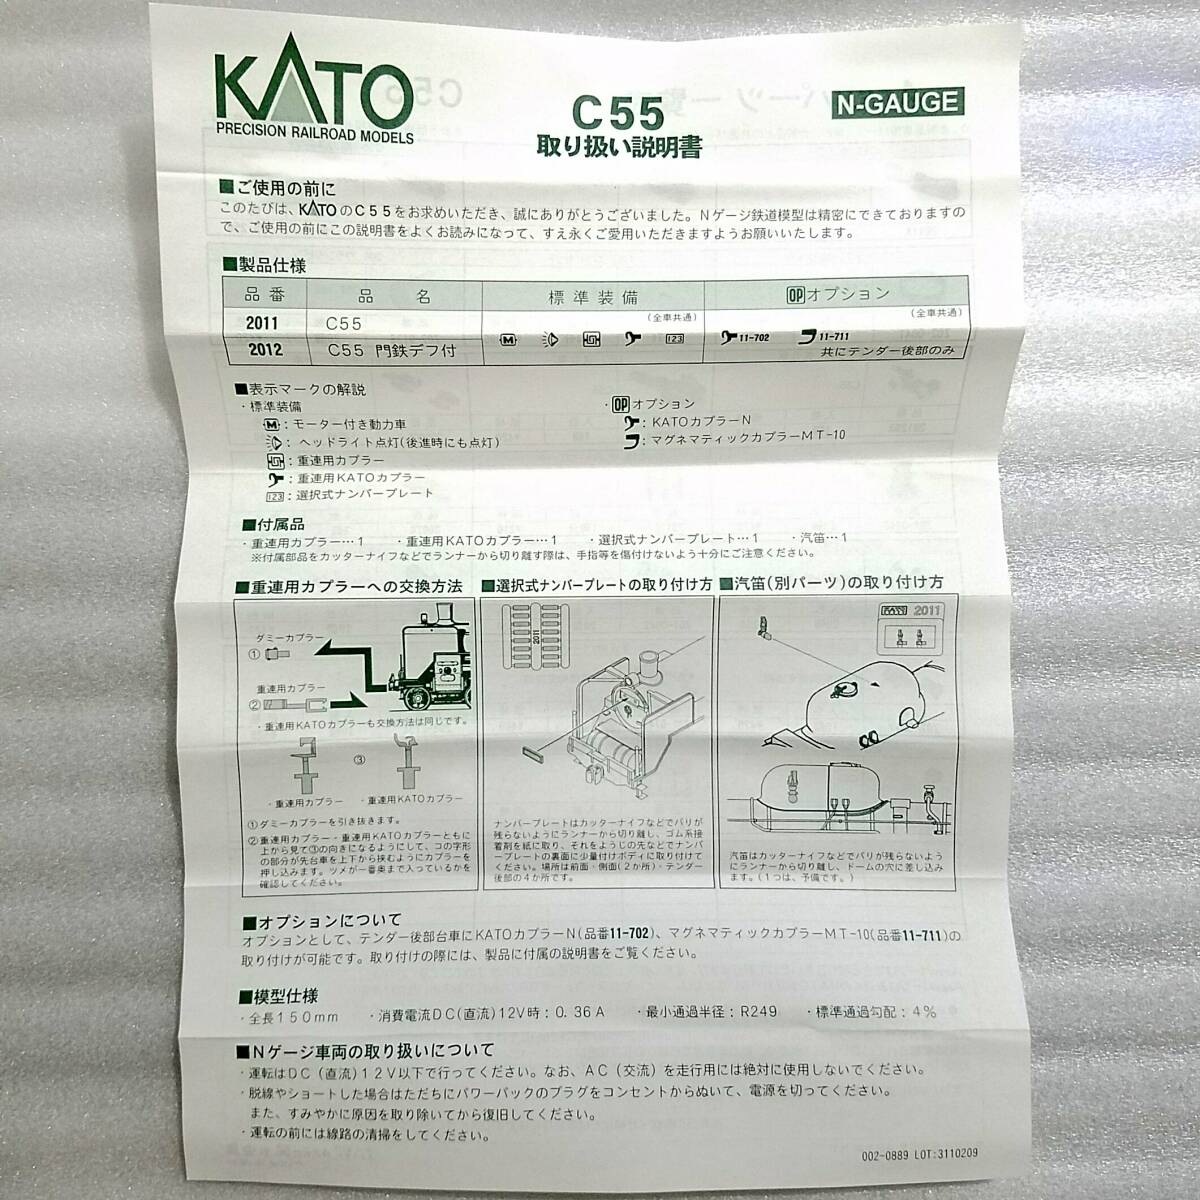 KATO
PRECISION RAILROAD MODELS
C55
取り扱い説明書
N-GAUGE
■ご使用の前に
このたびは、KATOのC55をお求めいただき、誠にありがとうございました。Nゲージ鉄道模型は精密にできておりますの
で、ご使用の前にこの説明書をよくお読みになって、すえ永くご愛用いただきますようお願いいたします。
■製品仕様
品番 品名 標準装備 OPオプション
2011 C55 (全車共通) (全車共通)
2012 C55 門鉄デフ付 M 123 11-702 11-711
共にテンダー後部のみ
■表示マークの解説
・標準装備
M：モーター付き動力車
：ヘッドライト点灯(後進時にも点灯)
：重連用カプラー
：重連用KATOカプラー
123：選択式ナンバープレート
・OPオプション
：KATOカプラーN
：マグネマティックカプラーMT-10
■付属品
・重連用カプラー…1 ・重連用KATOカプラー…1 ・選択式ナンバープレート…1 ・汽笛…1
※付属部品をカッターナイフなどでランナーから切り離す際は、手指等を傷付けないよう十分にご注意ください。
■重連用カプラーへの交換方法
ダミーカプラー
①
重連用カプラー
②
・重連用KATOカプラーも交換方法は同じです。
③
・重連用カプラー ・重連用KATOカプラー
①ダミーカプラーを引き抜きます。
②重連用カプラー・重連用KATOカプラーともに
上から見て③の向きになるようにして、コの字形
の部分が先台車を上下から挟むようにカプラーを
押し込みます。ツメが一番奥まで入っているかを
確認してください。
■選択式ナンバープレートの取り付け方
2011
ナンバープレートはカッターナイフなどでバリが
残らないようにランナーから切り離し、ゴム系接
着剤を紙に取り、それをようじの先などでナンバ
ープレートの裏面に少量付けボディに取り付けて
ください。場所は前面・側面(2か所)・テンダー
後部の4か所です。
■汽笛(別パーツ)の取り付け方
KATO 2011
汽笛はカッターナイフなどでバリが残らないよう
にランナーから切り離し、ドームの穴に差し込み
ます。(1つは、予備です。)
■オプションについて
オプションとして、テンダー後部台車にKATOカプラーN(品番11-702)、マグネマティックカプラーMT-10(品番11-711)の
取り付けが可能です。取り付けの際には、製品に付属の説明書をご覧ください。
■模型仕様
・全長150mm ・消費電流DC(直流)12V時：0.36A ・最小通過半径：R249 ・標準通過勾配：4%
■Nゲージ車両の取り扱いについて
・運転はDC(直流)12V以下で行ってください。なお、AC(交流)を走行用には絶対に使用しないでください。
・脱線やショートした場合はただちにパワーパックのプラグをコンセントからぬいて、電源を切ってください。
また、すみやかに原因を取り除いてから復旧してください。
・運転の前には線路の清掃をしてください。
002-0889 LOT:3110209